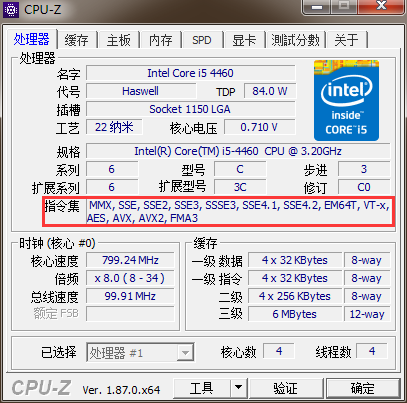 CPU-Z
处理器 缓存 主板 内存 SPD 显卡 測試分數 关于
处理器
名字 Intel Core i5 4460
代号 Haswell TDP 84.0 W
插槽 Socket 1150 LGA
工艺 22 纳米 核心电压 0.710 V
intel inside™ CORE™ i5
规格 Intel(R) Core(TM) i5-4460 CPU @ 3.20GHz
系列 6 型号 C 步进 3
扩展系列 6 扩展型号 3C 修订 C0
指令集 MMX, SSE, SSE2, SSE3, SSSE3, SSE4.1, SSE4.2, EM64T, VT-x,
AES, AVX, AVX2, FMA3
时钟 (核心 #0)
核心速度 799.24 MHz
倍频 x 8.0 (8 - 34)
总线速度 99.91 MHz
额定 FSB
缓存
一级 数据 4 x 32 KBytes 8-way
一级 指令 4 x 32 KBytes 8-way
二级 4 x 256 KBytes 8-way
三级 6 MBytes 12-way
已选择 处理器 #1 核心数 4 线程数 4
CPU-Z Ver. 1.87.0.x64 工具 验证 确定